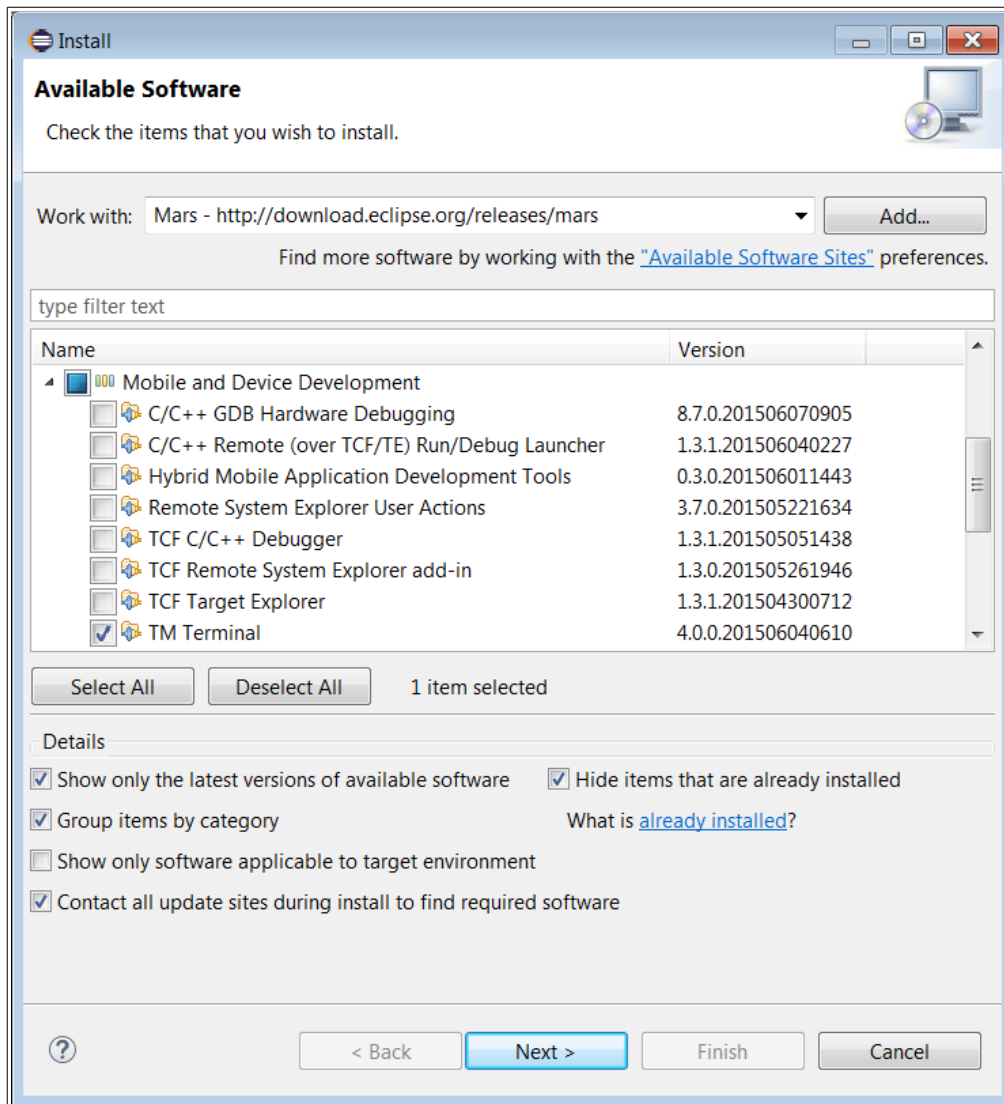 Install
Available Software
Check the items that you wish to install.
Work with: Mars - http://download.eclipse.org/releases/mars Add...
Find more software by working with the "Available Software Sites" preferences.
type filter text
Name Version
Mobile and Device Development
C/C++ GDB Hardware Debugging 8.7.0.201506070905
C/C++ Remote (over TCF/TE) Run/Debug Launcher 1.3.1.201506040227
Hybrid Mobile Application Development Tools 0.3.0.201506011443
Remote System Explorer User Actions 3.7.0.201505221634
TCF C/C++ Debugger 1.3.1.201505051438
TCF Remote System Explorer add-in 1.3.0.201505261946
TCF Target Explorer 1.3.1.201504300712
TM Terminal 4.0.0.201506040610
Select All Deselect All 1 item selected
Details
Show only the latest versions of available software Hide items that are already installed
Group items by category What is already installed?
Show only software applicable to target environment
Contact all update sites during install to find required software
? < Back Next > Finish Cancel